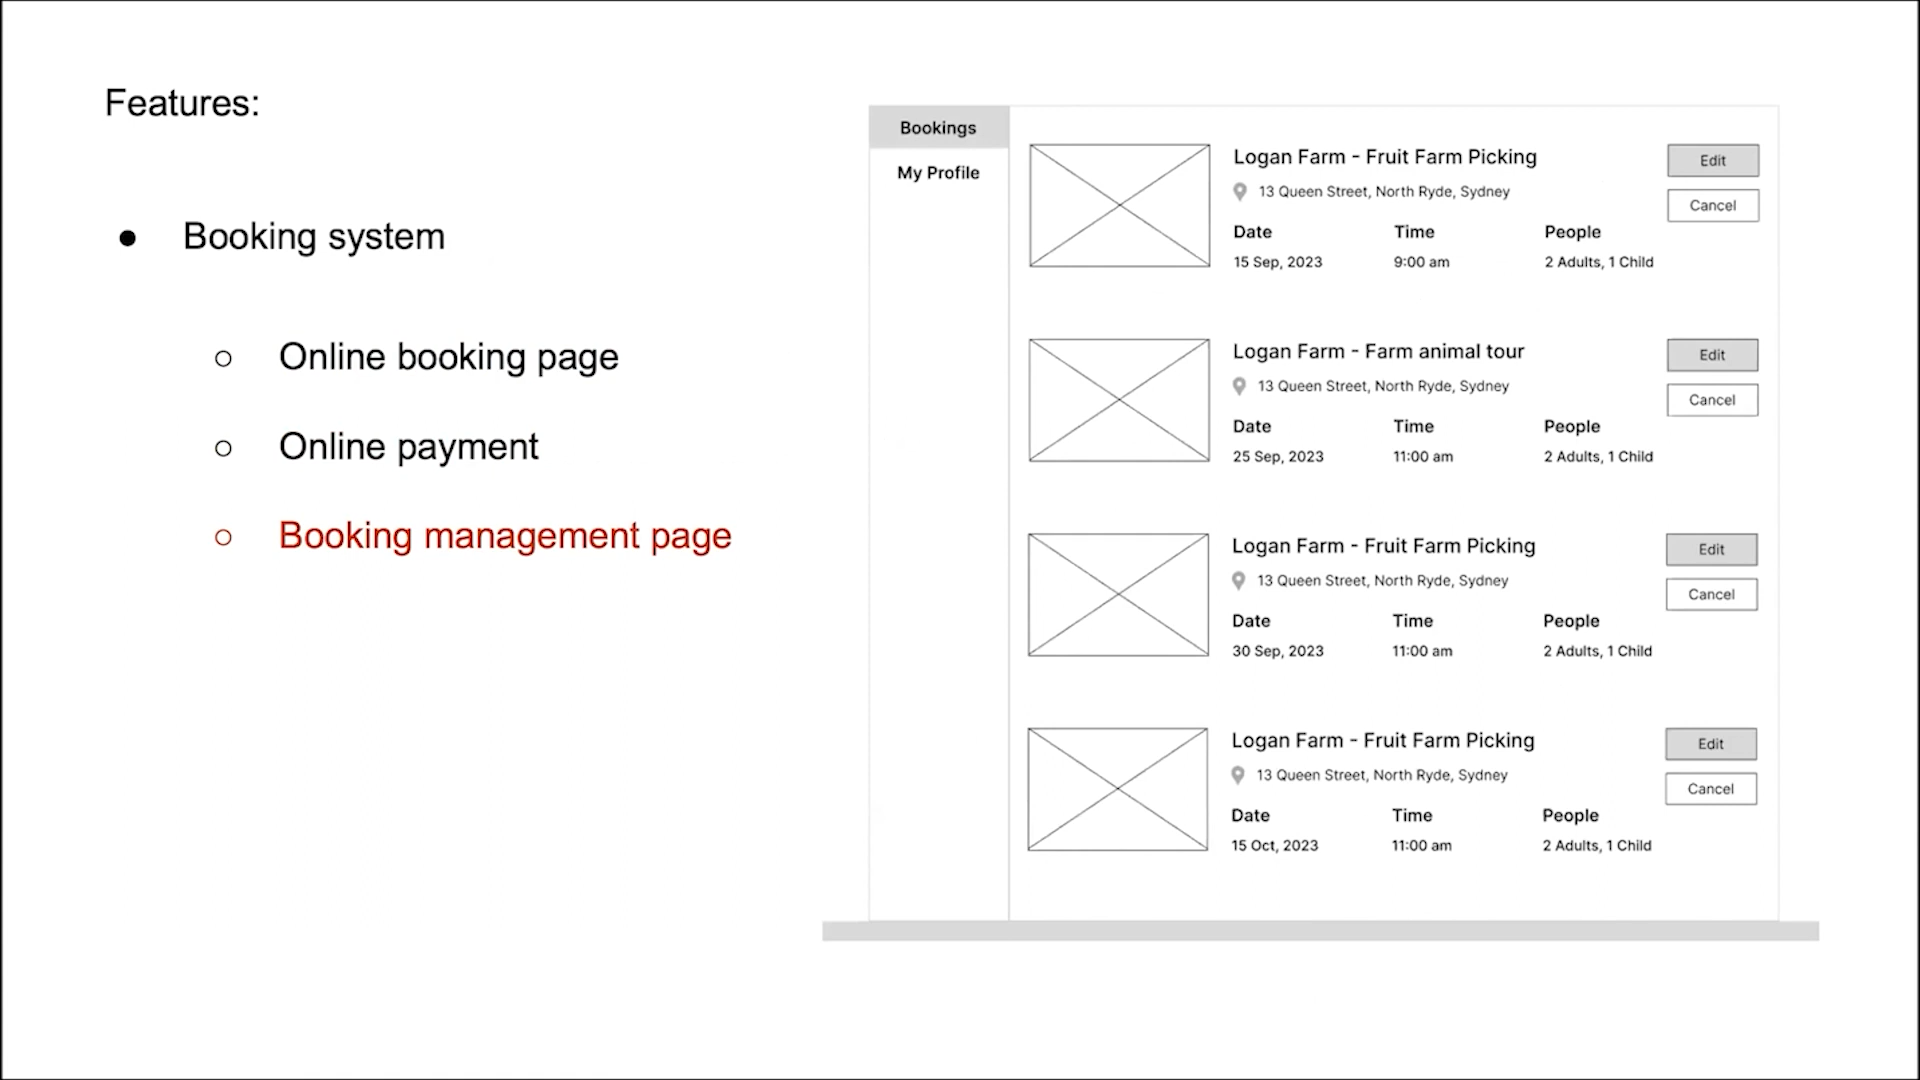 Features:
Booking system
Online booking page
Online payment
Booking management page
Bookings
My Profile
Logan Farm - Fruit Farm Picking
13 Queen Street, North Ryde, Sydney
Date Time People
15 Sep, 2023 9:00 am 2 Adults, 1 Child
Edit
Cancel
Logan Farm - Farm animal tour
13 Queen Street, North Ryde, Sydney
Date Time People
25 Sep, 2023 11:00 am 2 Adults, 1 Child
Edit
Cancel
Logan Farm - Fruit Farm Picking
13 Queen Street, North Ryde, Sydney
Date Time People
30 Sep, 2023 11:00 am 2 Adults, 1 Child
Edit
Cancel
Logan Farm - Fruit Farm Picking
13 Queen Street, North Ryde, Sydney
Date Time People
15 Oct, 2023 11:00 am 2 Adults, 1 Child
Edit
Cancel